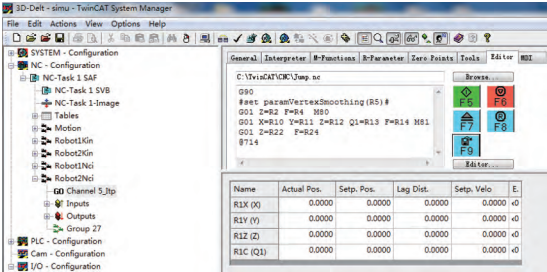 3D-Delt - simu - TwinCAT System Manager
File Edit Actions View Options Help
SYSTEM - Configuration
NC - Configuration
NC-Task 1 SAF
NC-Task 1 SVB
NC-Task 1-Image
Tables
Motion
Robot1Kin
Robot2Kin
Robot1Nci
Robot2Nci
GO Channel 5_Itp
Inputs
Outputs
Group 27
PLC - Configuration
Cam - Configuration
I/O - Configuration
General Interpreter M-Functions R-Parameter Zero Points Tools Editor MDI
C:\TwinCAT\CNC\Jump.nc
Browse...
G90
#set paramVertexSmoothing(R5)#
G01 Z=R2 F=R4 M80
G01 X=R10 Y=R11 Z=R12 Q1=R13 F=R14 M81
G01 Z=R22 F=R24
@714
F5 F6
F7 F8
F9
Editor...
Name Actual Pos. Setp. Pos. Lag Dist. Setp. Velo E.
R1X (X) 0.0000 0.0000 0.0000 0.0000 <0
R1Y (Y) 0.0000 0.0000 0.0000 0.0000 <0
R1Z (Z) 0.0000 0.0000 0.0000 0.0000 <0
R1C (Q1) 0.0000 0.0000 0.0000 0.0000 <0